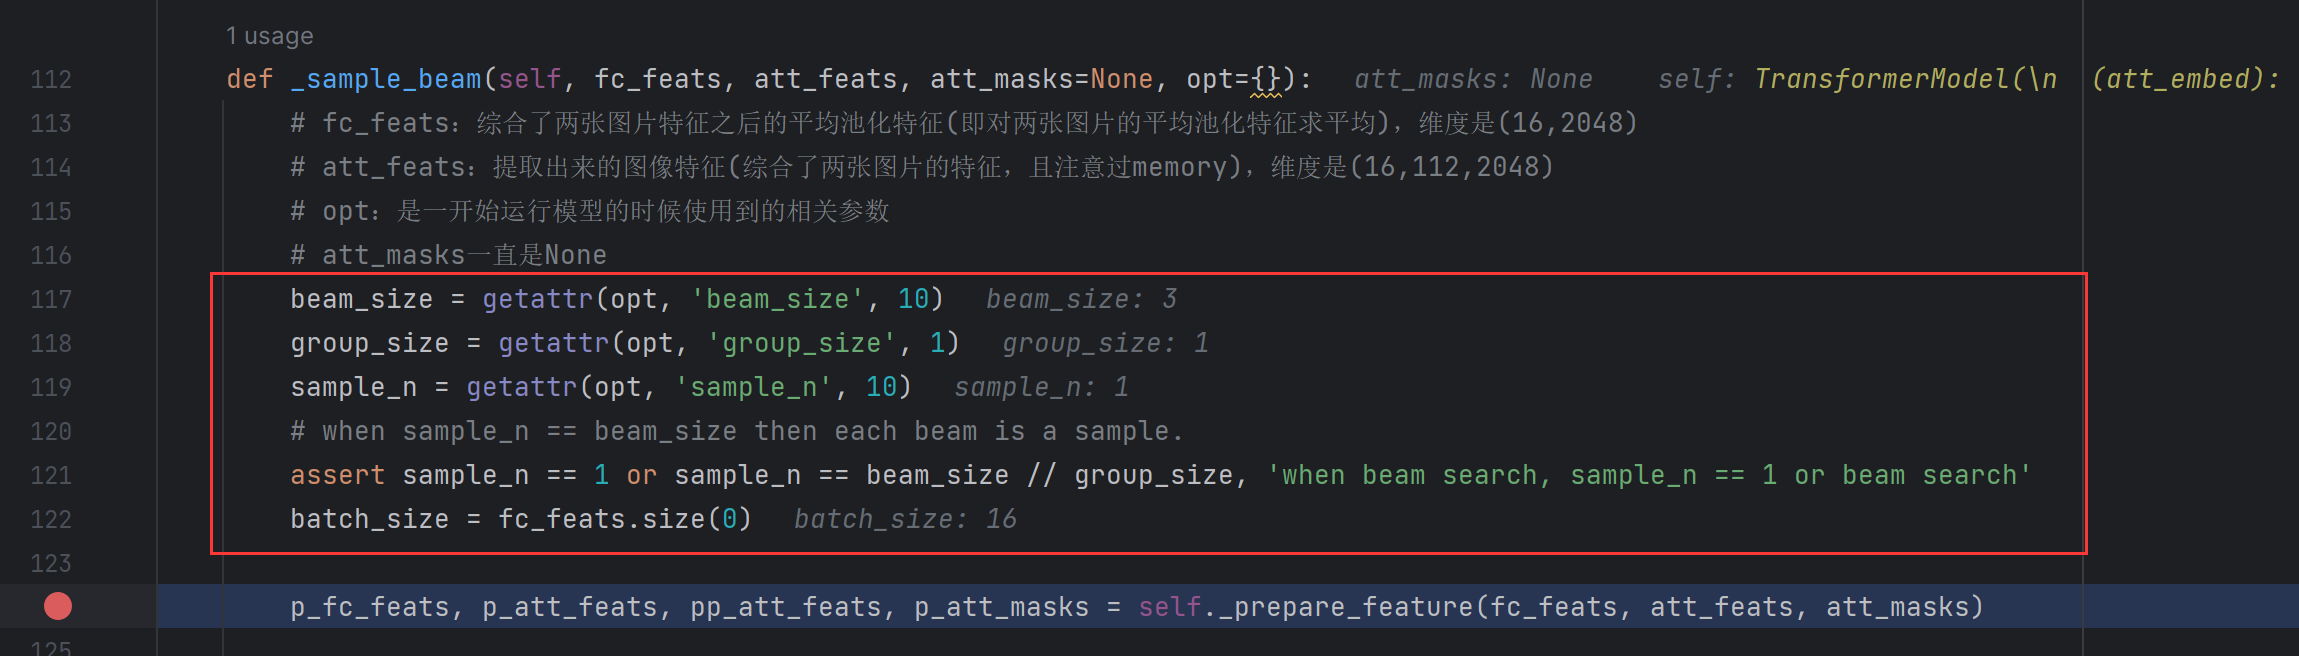 1 usage
112 def _sample_beam(self, fc_feats, att_feats, att_masks=None, opt={}): att_masks: None self: TransformerModel(\n (att_embed):
113 # fc_feats：综合了两张图片特征之后的平均池化特征(即对两张图片的平均池化特征求平均)，维度是(16,2048)
114 # att_feats：提取出来的图像特征(综合了两张图片的特征，且注意过memory)，维度是(16,112,2048)
115 # opt：是一开始运行模型的时候使用到的相关参数
116 # att_masks一直是None
117 beam_size = getattr(opt, 'beam_size', 10) beam_size: 3
118 group_size = getattr(opt, 'group_size', 1) group_size: 1
119 sample_n = getattr(opt, 'sample_n', 10) sample_n: 1
120 # when sample_n == beam_size then each beam is a sample.
121 assert sample_n == 1 or sample_n == beam_size // group_size, 'when beam search, sample_n == 1 or beam search'
122 batch_size = fc_feats.size(0) batch_size: 16
123
p_fc_feats, p_att_feats, pp_att_feats, p_att_masks = self._prepare_feature(fc_feats, att_feats, att_masks)
125